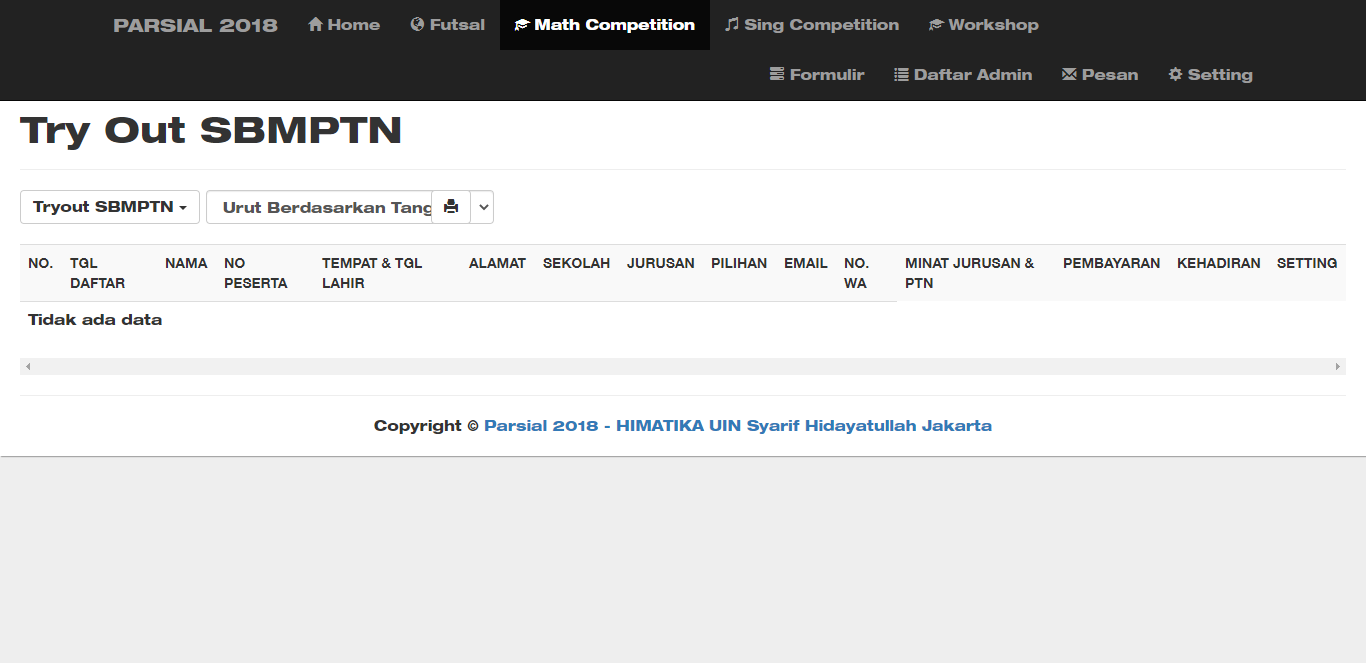 PARSIAL 2018 Home Futsal Math Competition Sing Competition Workshop
Formulir Daftar Admin Pesan Setting
Try Out SBMPTN
Tryout SBMPTN Urut Berdasarkan Tang
NO. TGL DAFTAR NAMA NO PESERTA TEMPAT & TGL LAHIR ALAMAT SEKOLAH JURUSAN PILIHAN EMAIL NO. WA MINAT JURUSAN & PTN PEMBAYARAN KEHADIRAN SETTING
Tidak ada data
Copyright © Parsial 2018 - HIMATIKA UIN Syarif Hidayatullah Jakarta